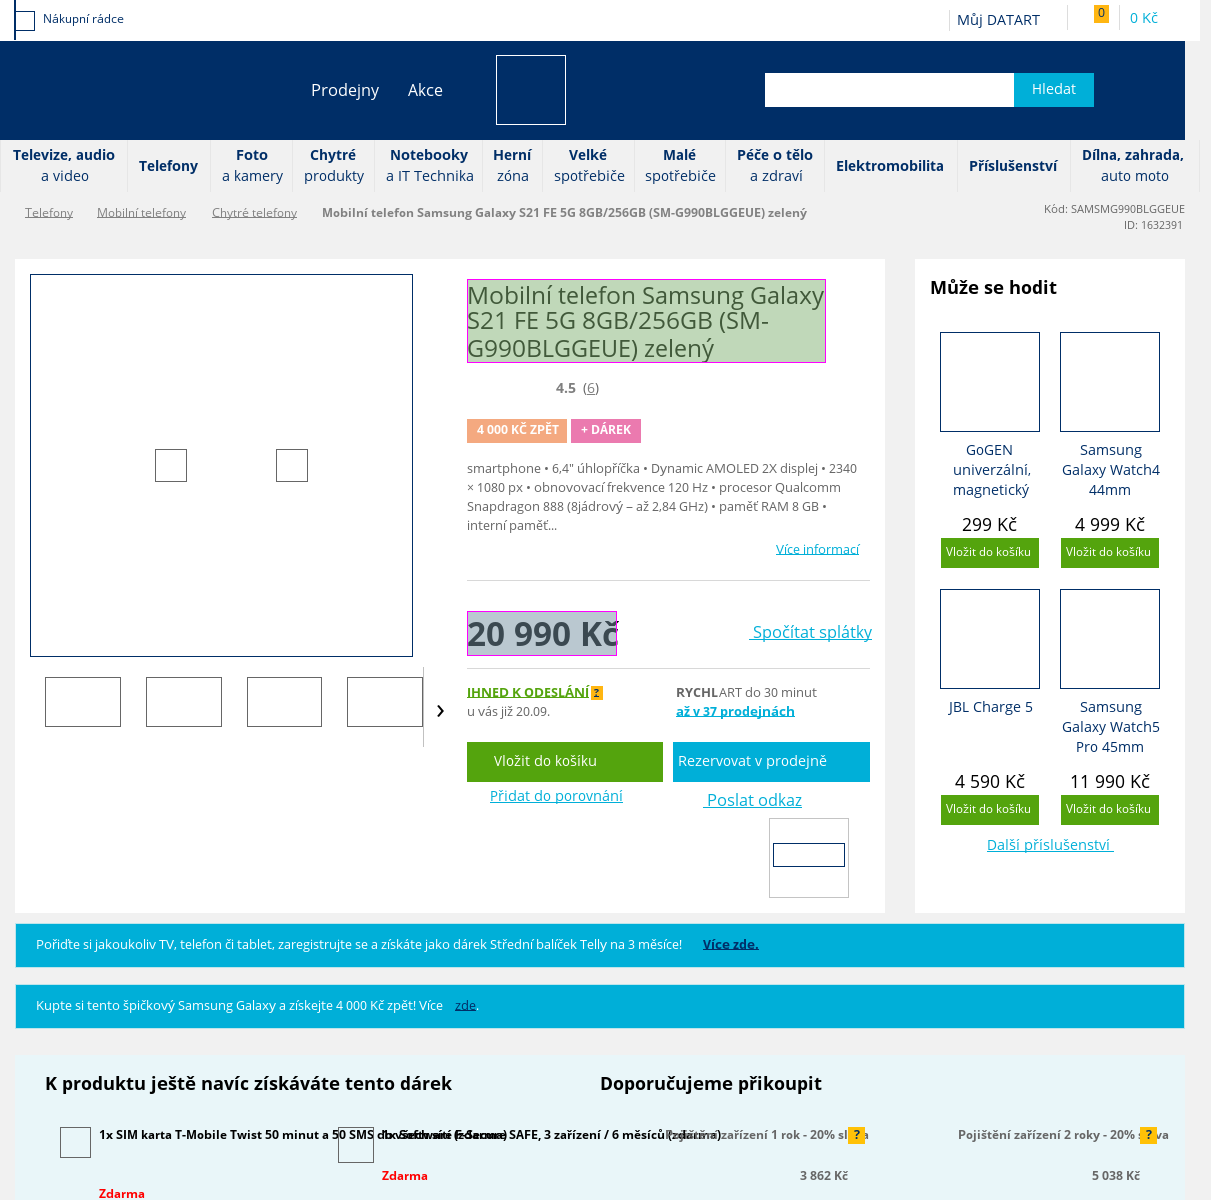 Nákupní rádce
Můj DATART
0
0 Kč
Prodejny
Akce
Hledat
Televize, audio
a video
Telefony
Foto
a kamery
Chytré
produkty
Notebooky
a IT Technika
Herní
zóna
Velké
spotřebiče
Malé
spotřebiče
Péče o tělo
a zdraví
Elektromobilita
Příslušenství
Dílna, zahrada,
auto moto
Telefony
Mobilní telefony
Chytré telefony
Mobilní telefon Samsung Galaxy S21 FE 5G 8GB/256GB (SM-G990BLGGEUE) zelený
Kód: SAMSMG990BLGGEUE
ID: 1632391
Mobilní telefon Samsung Galaxy
S21 FE 5G 8GB/256GB (SM-
G990BLGGEUE) zelený
4.5 (6)
4 000 KČ ZPĚT
+ DÁREK
smartphone • 6,4" úhlopříčka • Dynamic AMOLED 2X displej • 2340
× 1080 px • obnovovací frekvence 120 Hz • procesor Qualcomm
Snapdragon 888 (8jádrový – až 2,84 GHz) • paměť RAM 8 GB •
interní paměť...
Více informací
20 990 Kč
Spočítat splátky
IHNED K ODESLÁNÍ ?
u vás již 20.09.
RYCHLART do 30 minut
až v 37 prodejnách
Vložit do košíku
Rezervovat v prodejně
Přidat do porovnání
Poslat odkaz
Může se hodit
GoGEN
univerzální,
magnetický
299 Kč
Vložit do košíku
Samsung
Galaxy Watch4
44mm
4 999 Kč
Vložit do košíku
JBL Charge 5
4 590 Kč
Vložit do košíku
Samsung
Galaxy Watch5
Pro 45mm
11 990 Kč
Vložit do košíku
Další příslušenství
Pořiďte si jakoukoliv TV, telefon či tablet, zaregistrujte se a získáte jako dárek Střední balíček Telly na 3 měsíce! Více zde.
Kupte si tento špičkový Samsung Galaxy a získejte 4 000 Kč zpět! Více zde.
K produktu ještě navíc získáváte tento dárek
1x SIM karta T-Mobile Twist 50 minut a 50 SMS do všech sítí (zdarma)
Zdarma
1x Software F-Secure SAFE, 3 zařízení / 6 měsíců (zdarma)
Zdarma
Doporučujeme přikoupit
Pojištění zařízení 1 rok - 20% sleva
?
3 862 Kč
Pojištění zařízení 2 roky - 20% sleva
?
5 038 Kč